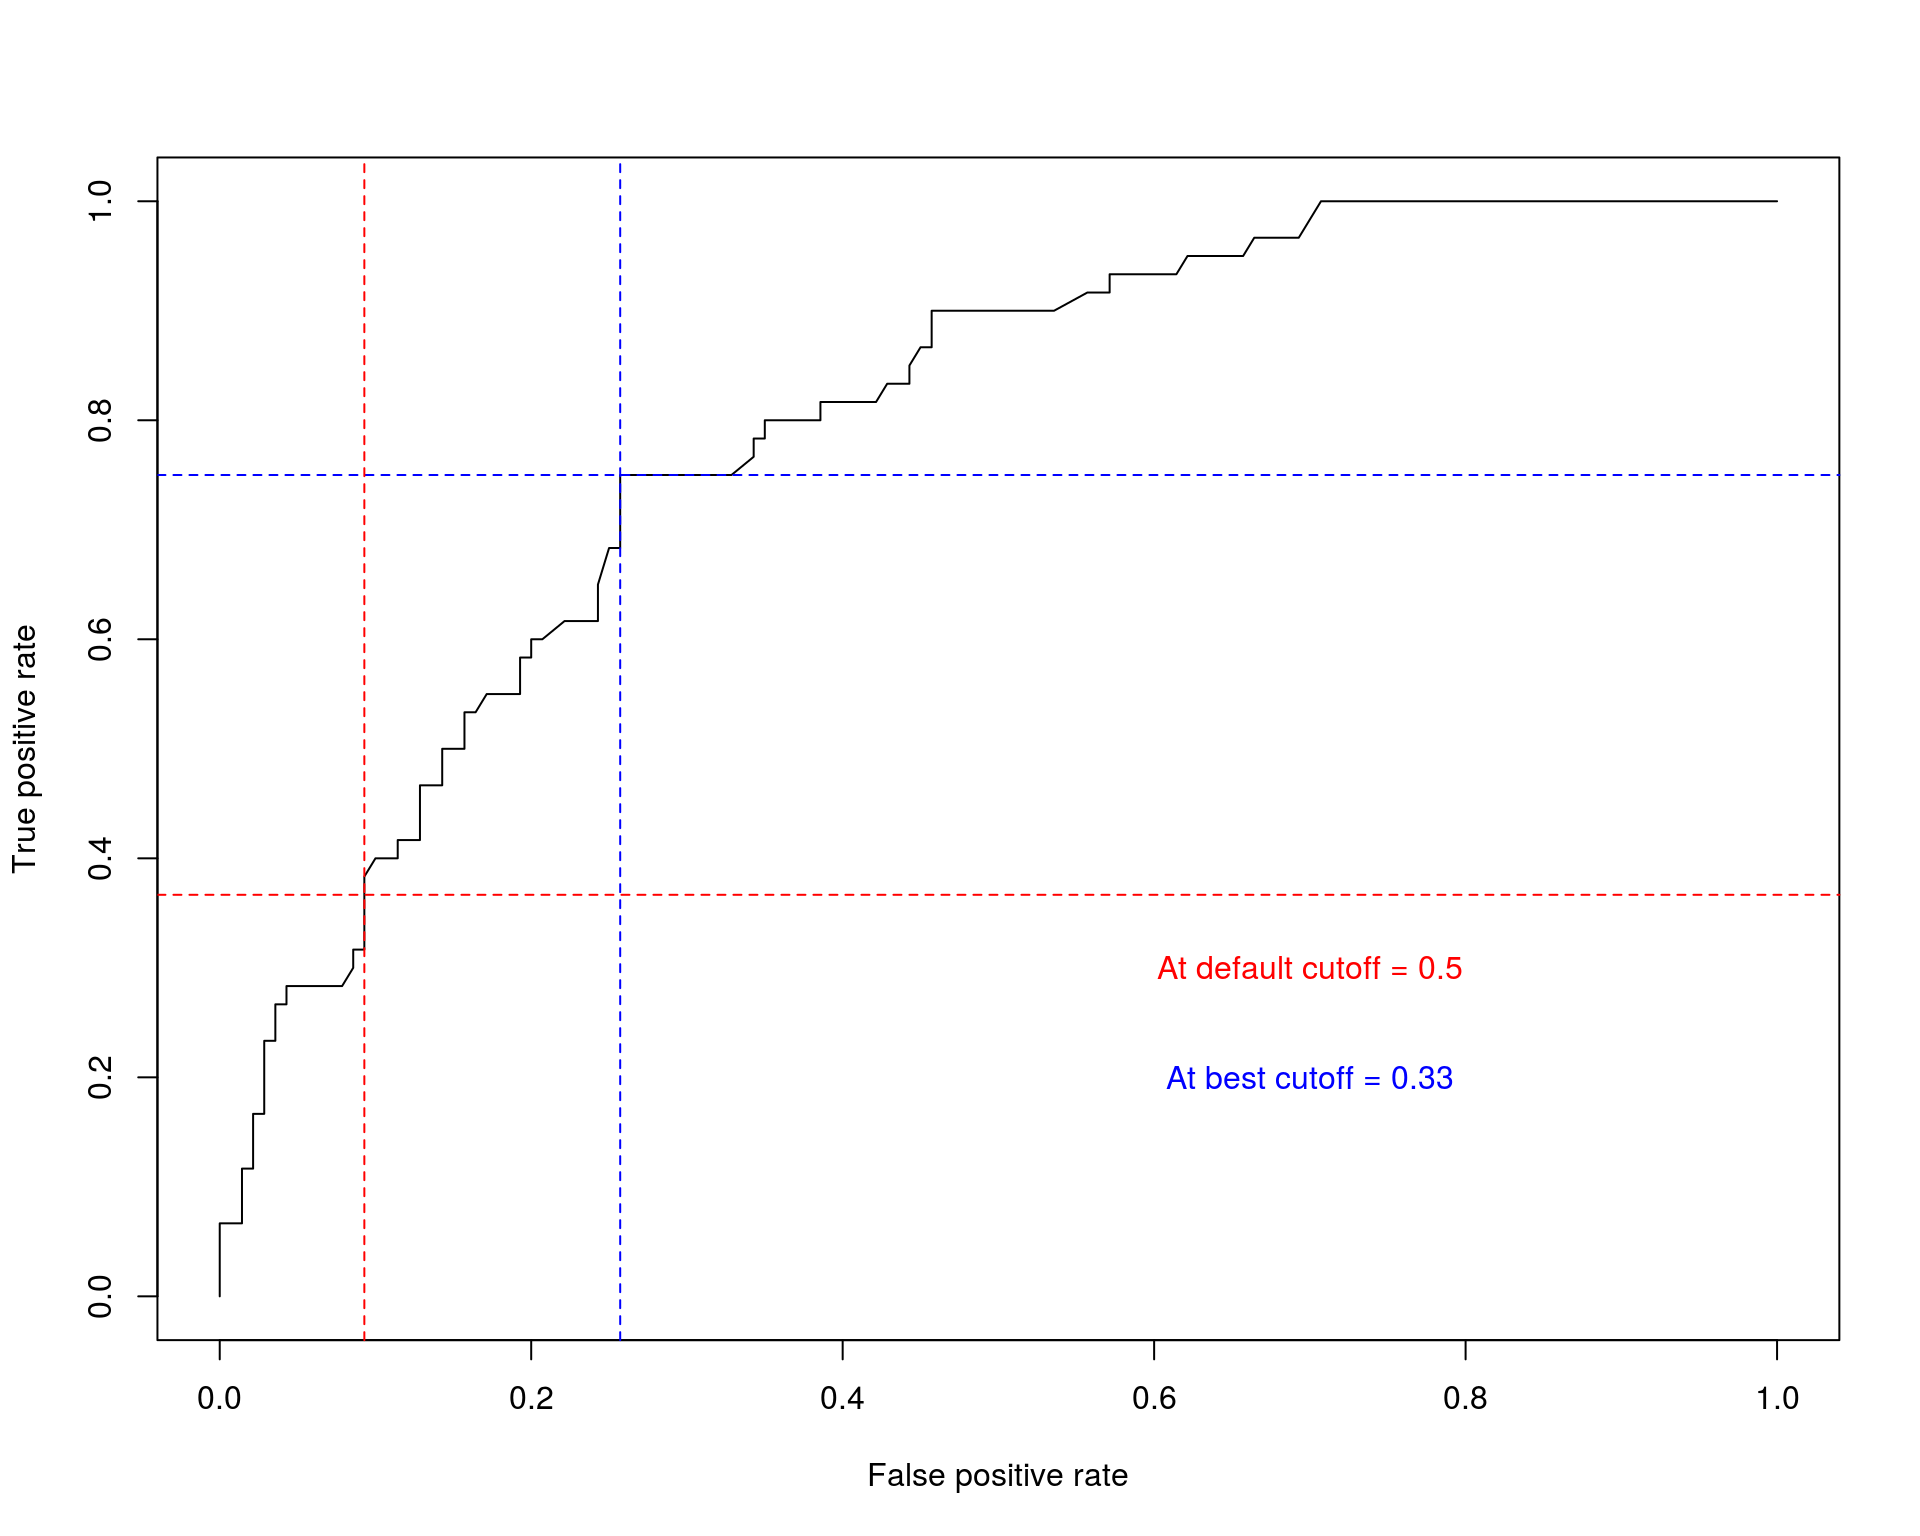 1.0
0.8
0.6
0.4
0.2
0.0
True positive rate
At default cutoff = 0.5
At best cutoff = 0.33
0.0 0.2 0.4 0.6 0.8 1.0
False positive rate